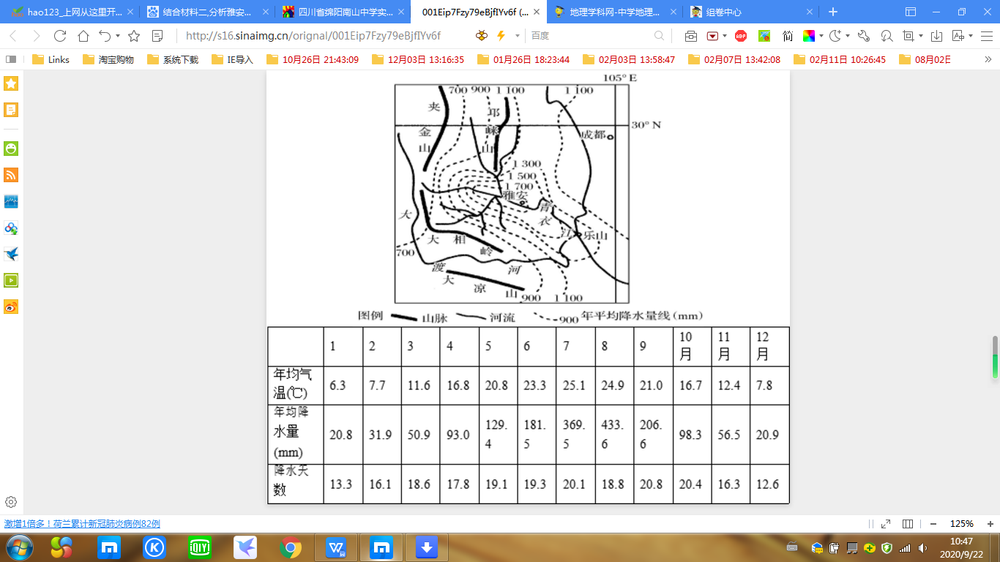 hao123_上网从这里开...
结合材料二,分析雅安...
四川省绵阳南山中学实...
001Eip7Fzy79eBjflIYv6f (...
地理学科网-中学地理...
组卷中心
http://s16.sinaimg.cn/orignal/001Eip7Fzy79eBjflIYv6f
百度
简
Links
淘宝购物
系统下载
IE导入
10月26日 21:43:09
12月03日 13:16:35
01月26日 18:23:44
02月03日 13:58:47
02月07日 13:42:08
02月11日 10:26:45
08月02日
105° E
700 900 1 100 1 100
30° N
夹金山
邛崃山
成都
1 300
1 500
1 700
雅安
青衣江
乐山
大渡河
大相岭
700
大凉山
900 1 100
图例 山脉 河流 900 年平均降水量线(mm)
1 2 3 4 5 6 7 8 9 10月 11月 12月
年均气温(℃) 6.3 7.7 11.6 16.8 20.8 23.3 25.1 24.9 21.0 16.7 12.4 7.8
年均降水量(mm) 20.8 31.9 50.9 93.0 129.4 181.5 369.5 433.6 206.6 98.3 56.5 20.9
降水天数 13.3 16.1 18.6 17.8 19.1 19.3 20.1 18.8 20.8 20.4 16.3 12.6
激增1倍多！荷兰累计新冠肺炎病例82例
125%
10:47
2020/9/22